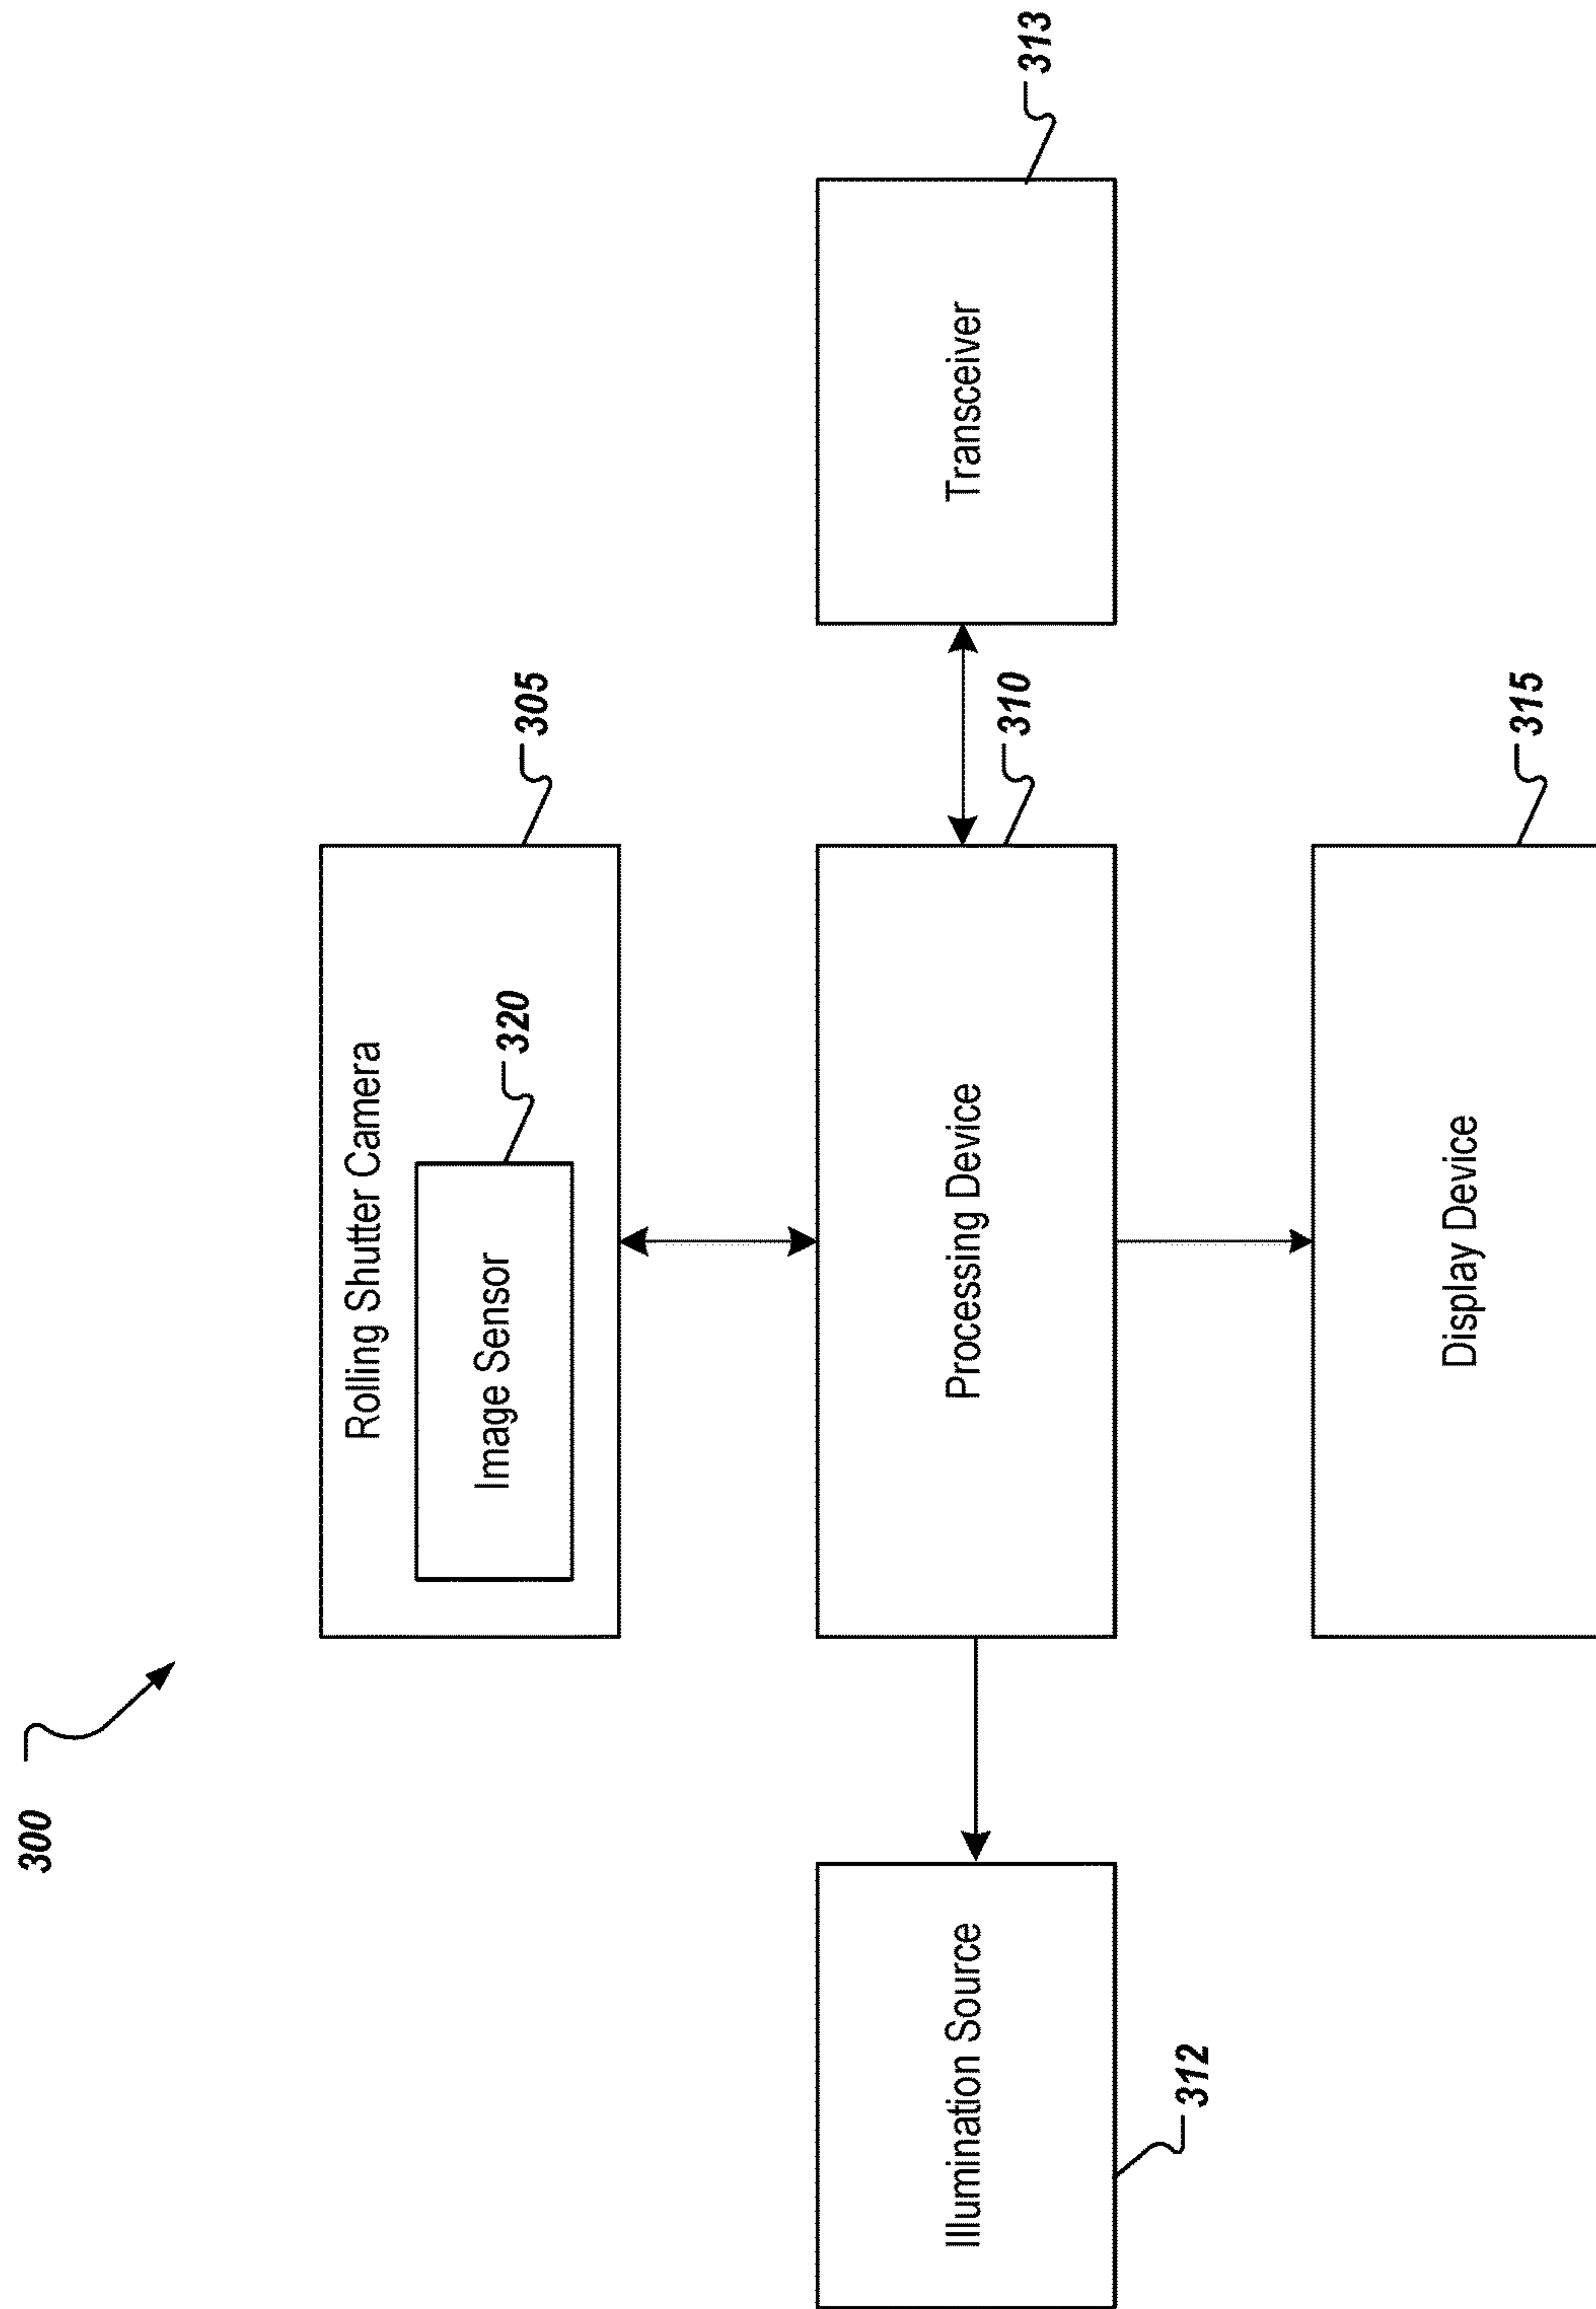 300
Rolling Shutter Camera
Image Sensor
320
305
Illumination Source
Processing Device
Transceiver
310
313
312
Display Device
315